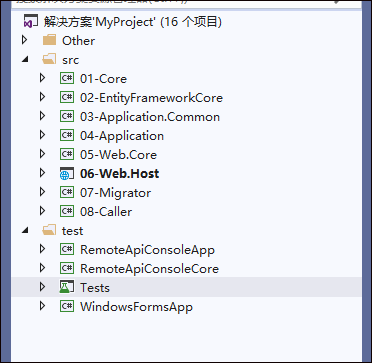 解决方案'MyProject' (16 个项目)
Other
src
01-Core
02-EntityFrameworkCore
03-Application.Common
04-Application
05-Web.Core
06-Web.Host
07-Migrator
08-Caller
test
RemoteApiConsoleApp
RemoteApiConsoleCore
Tests
WindowsFormsApp